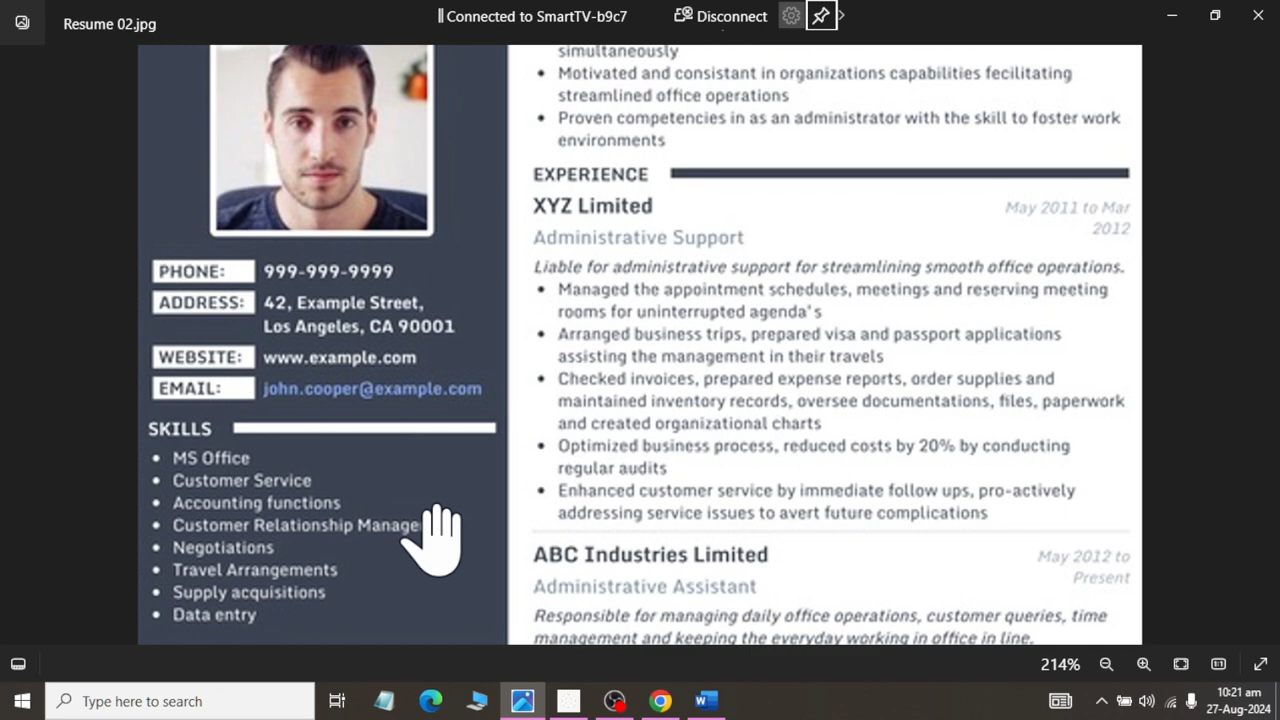 Resume 02.jpg
Connected to SmartTV-b9c7
Disconnect
PHONE: 999-999-9999
ADDRESS: 42, Example Street,
Los Angeles, CA 90001
WEBSITE: www.example.com
EMAIL: john.cooper@example.com
SKILLS
• MS Office
• Customer Service
• Accounting functions
• Customer Relationship
• Negotiations
• Travel Arrangements
• Supply acquisitions
• Data entry
simultaneously
• Motivated and consistant in organizations capabilities fecilitating
streamlined office operations
• Proven competencies in as an administrator with the skill to foster work
environments
EXPERIENCE
XYZ Limited
May 2011 to Mar
2012
Administrative Support
Liable for administrative support for streamlining smooth office operations.
• Managed the appointment schedules, meetings and reserving meeting
rooms for uninterrupted agenda's
• Arranged business trips, prepared visa and passport applications
assisting the management in their travels
• Checked invoices, prepared expense reports, order supplies and
maintained inventory records, oversee documentations, files, paperwork
and created organizational charts
• Optimized business process, reduced costs by 20% by conducting
regular audits
• Enhanced customer service by immediate follow ups, pro-actively
addressing service issues to avert future complications
ABC Industries Limited
May 2012 to
Present
Administrative Assistant
Responsible for managing daily office operations, customer queries, time
management and keeping the everyday working in office in line.
214%
Type here to search
10:21 am
27-Aug-2024